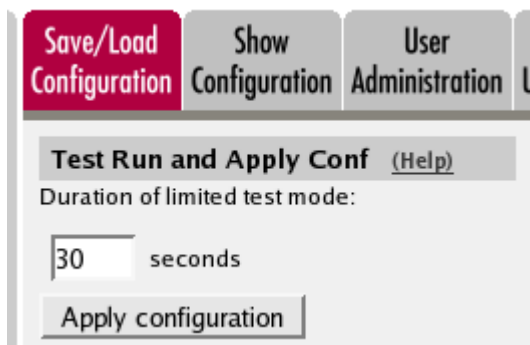 Save/Load
Configuration
Show
Configuration
User
Administration
Test Run and Apply Conf (Help)
Duration of limited test mode:
30 seconds
Apply configuration